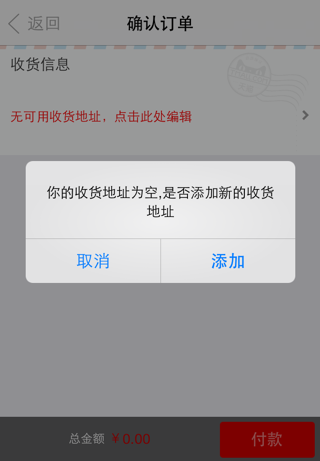 返回
确认订单
收货信息
无可用收货地址，点击此处编辑
你的收货地址为空,是否添加新的收货
地址
取消
添加
总金额 ￥0.00
付款